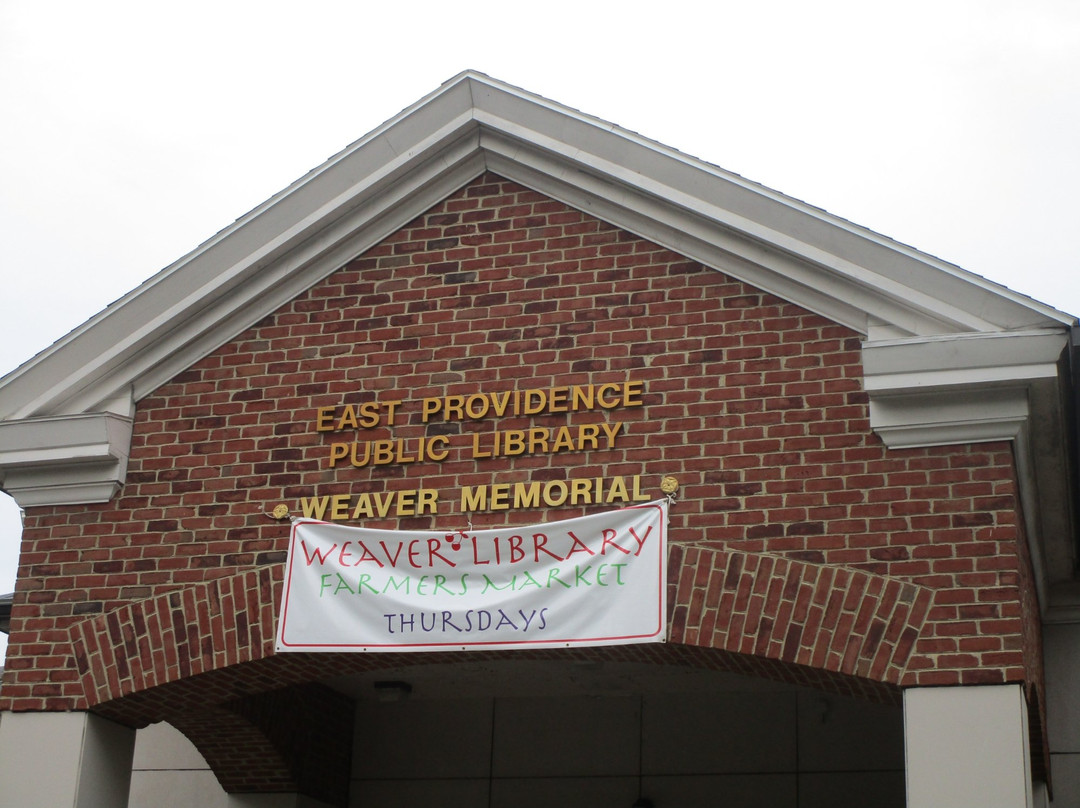 EAST PROVIDENCE
PUBLIC LIBRARY
WEAVER MEMORIAL
WEAVER LIBRARY
FARMERS MARKET
THURSDAYS